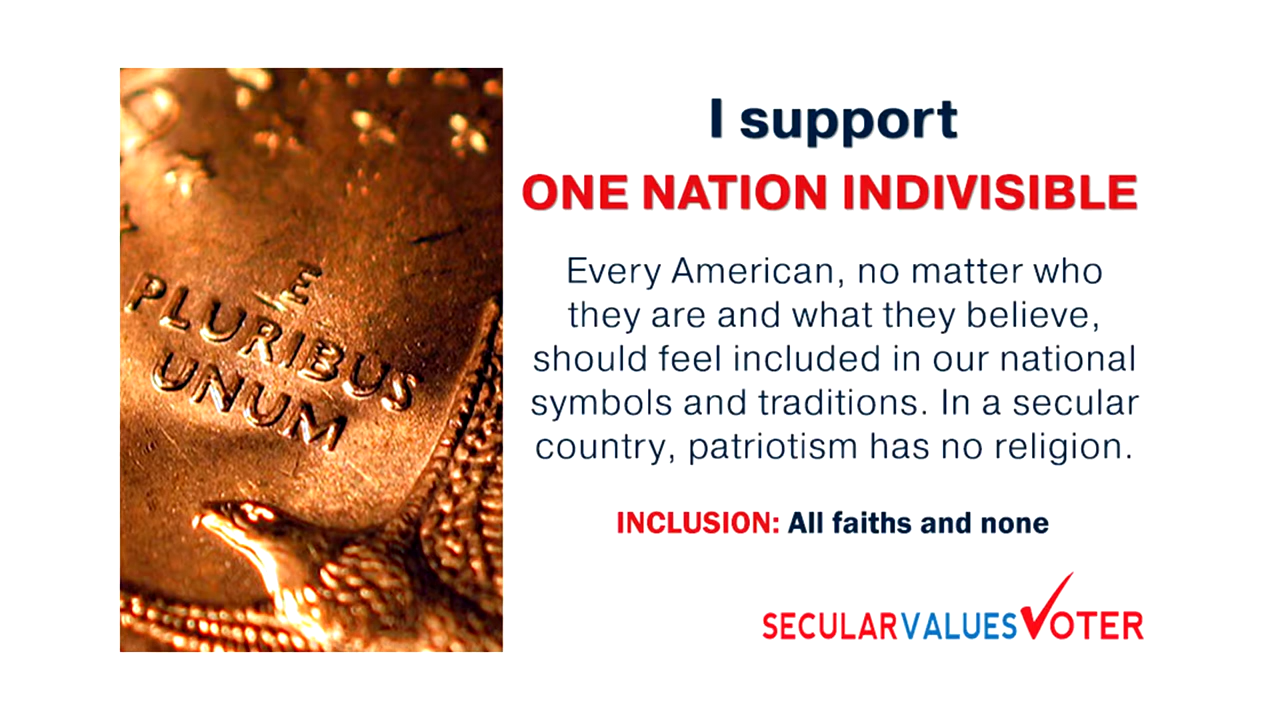 E
PLURIBUS
UNUM
I support
ONE NATION INDIVISIBLE
Every American, no matter who
they are and what they believe,
should feel included in our national
symbols and traditions. In a secular
country, patriotism has no religion.
INCLUSION: All faiths and none
SECULARVALUESVOTER